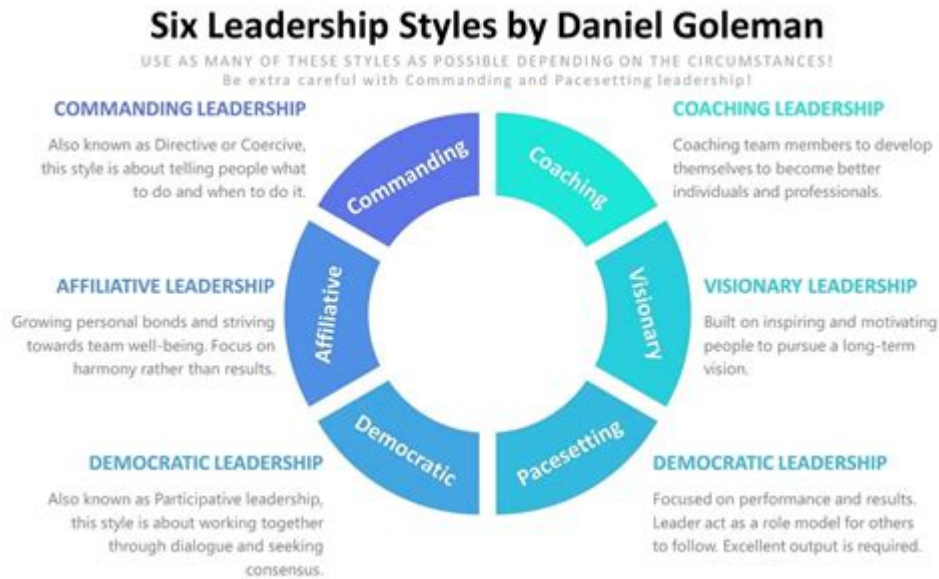 Six Leadership Styles by Daniel Goleman
USE AS MANY OF THESE STYLES AS POSSIBLE DEPENDING ON THE CIRCUMSTANCES!
Be extra careful with Commanding and Pacesetting leadership!
COMMANDING LEADERSHIP
Also known as Directive or Coercive,
this style is about telling people what
to do and when to do it.
AFFILIATIVE LEADERSHIP
Growing personal bonds and striving
towards team well-being. Focus on
harmony rather than results.
DEMOCRATIC LEADERSHIP
Also known as Participative leadership,
this style is about working together
through dialogue and seeking
consensus.
Commanding
Coaching
Affiliative
Visionary
Democratic
Pacesetting
COACHING LEADERSHIP
Coaching team members to develop
themselves to become better
individuals and professionals.
VISIONARY LEADERSHIP
Built on inspiring and motivating
people to pursue a long-term
vision.
DEMOCRATIC LEADERSHIP
Focused on performance and results.
Leader act as a role model for others
to follow. Excellent output is required.